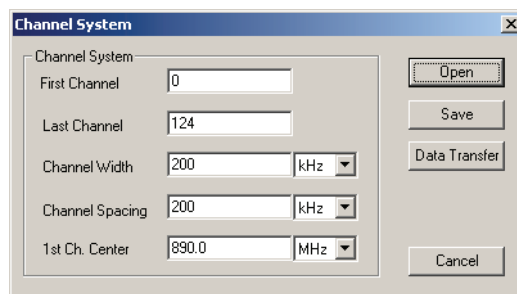 Channel System
Channel System
First Channel 0
Open
Last Channel 124
Save
Channel Width 200 kHz
Data Transfer
Channel Spacing 200 kHz
1st Ch. Center 890.0 MHz
Cancel